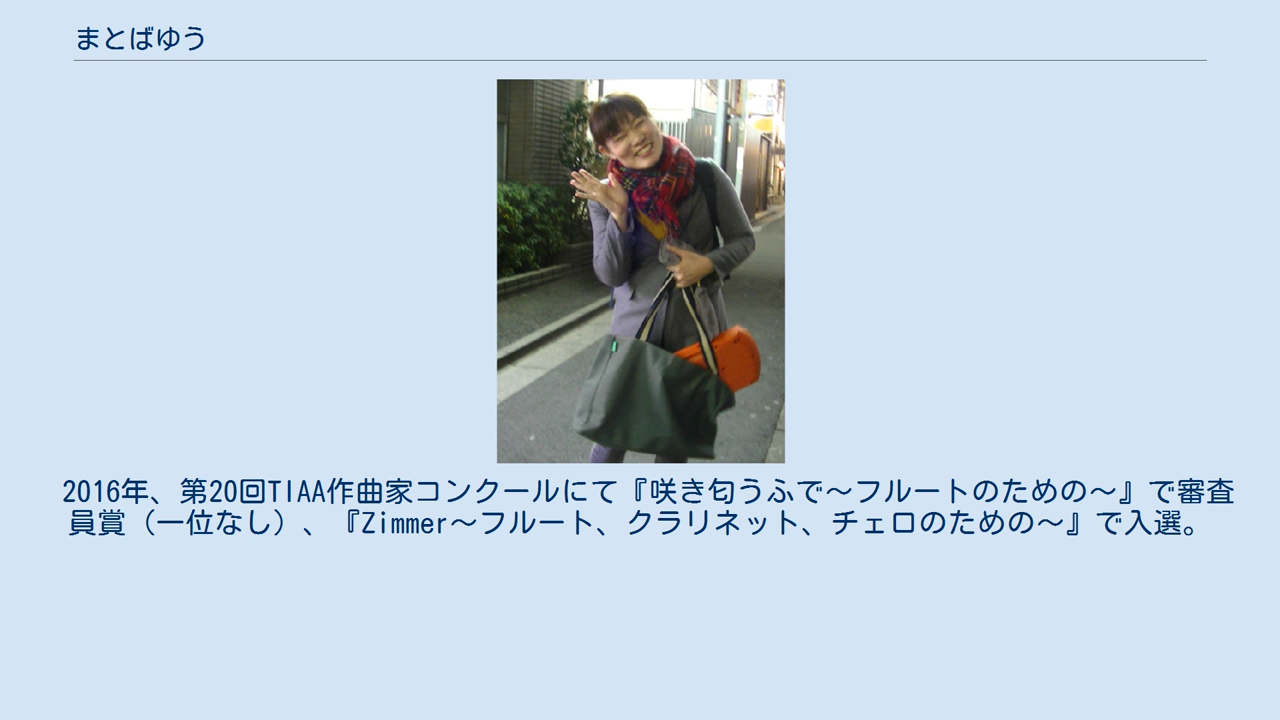 まとばゆう
2016年、第20回TIAA作曲家コンクールにて『咲き匂うふで～フルートのための～』で審査
員賞（一位なし）、『Zimmer～フルート、クラリネット、チェロのための～』で入選。